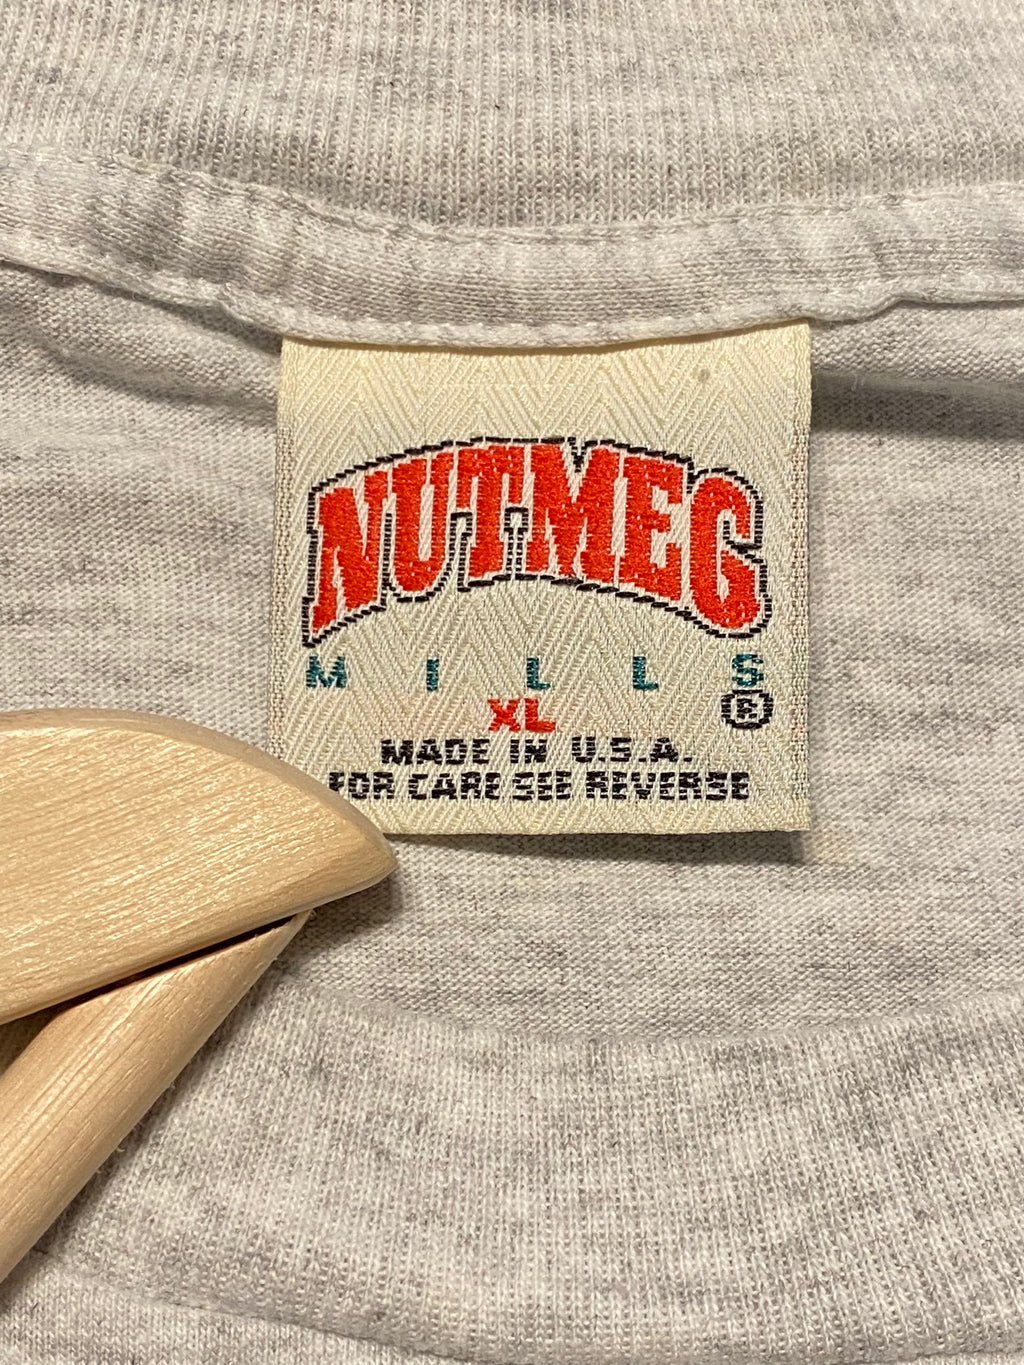 NUTMEG
MILLS
XL ®
MADE IN U.S.A.
FOR CARE SEE REVERSE